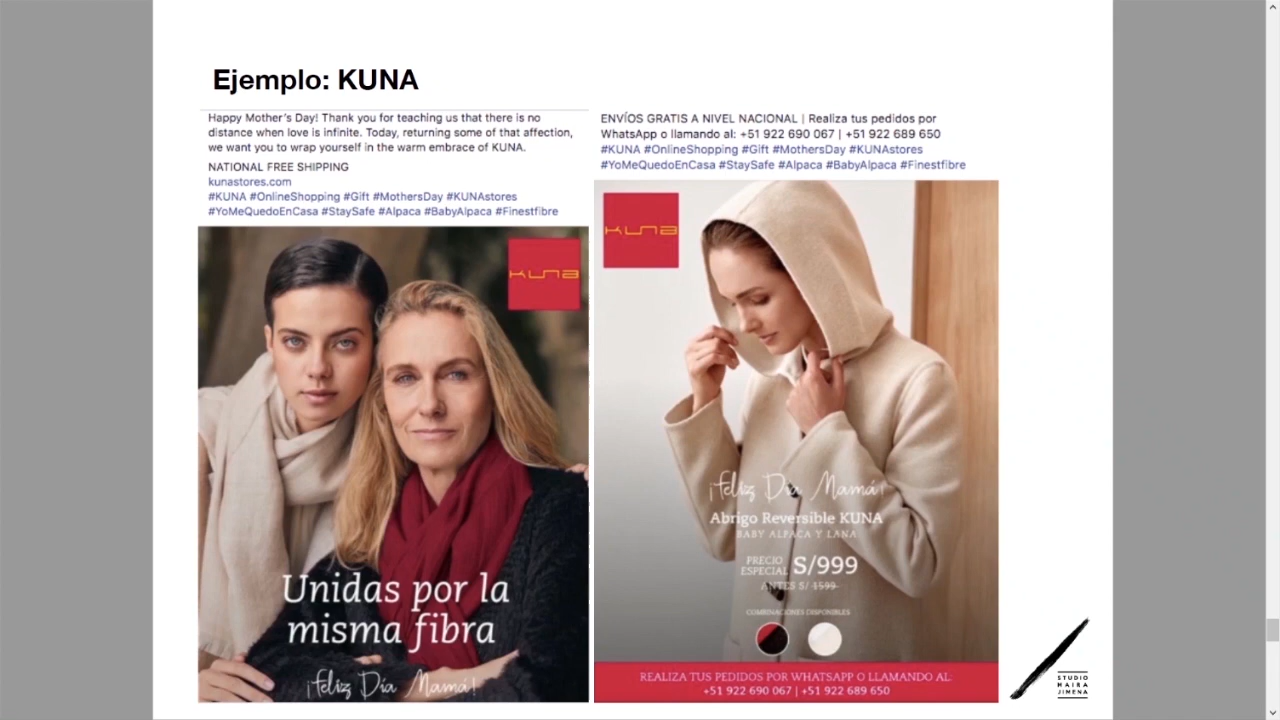 Ejemplo: KUNA
Happy Mother's Day! Thank you for teaching us that there is no
distance when love is infinite. Today, returning some of that affection,
we want you to wrap yourself in the warm embrace of KUNA.
NATIONAL FREE SHIPPING
kunastores.com
#KUNA #OnlineShopping #Gift #MothersDay #KUNAstores
#YoMeQuedoEnCasa #StaySafe #Alpaca #BabyAlpaca #Finestfibre
KUNA
Unidas por la
misma fibra
¡Feliz Día Mamá!
ENVÍOS GRATIS A NIVEL NACIONAL | Realiza tus pedidos por
WhatsApp o llamando al: +51 922 690 067 | +51 922 689 650
#KUNA #OnlineShopping #Gift #MothersDay #KUNAstores
#YoMeQuedoEnCasa #StaySafe #Alpaca #BabyAlpaca #Finestfibre
KUNA
¡Feliz Día Mamá!
Abrigo Reversible KUNA
BABY ALPACA Y LANA
PRECIO
ESPECIAL S/999
ANTES S/ 1599
COMBINACIONES DISPONIBLES
REALIZA TUS PEDIDOS POR WHATSAPP O LLAMANDO AL:
+51 922 690 067 | +51 922 689 650
STUDIO
MAIRA
JIMENA